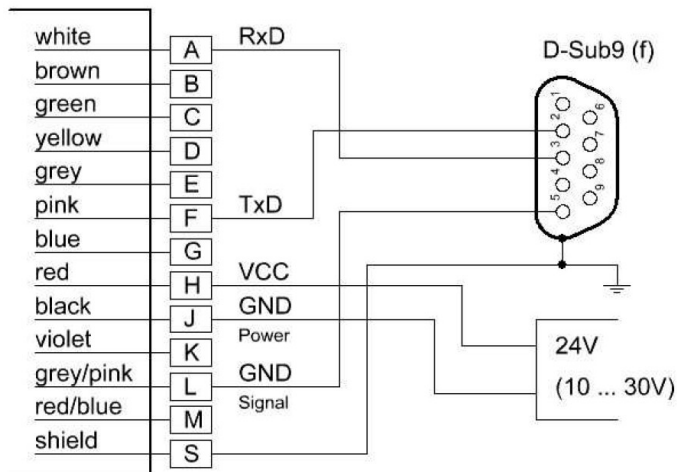 white A RxD
D-Sub9 (f)
brown B
green C
yellow D
grey E
pink F TxD
blue G
red H VCC
black J GND
Power
violet K
grey/pink L GND
Signal
red/blue M
shield S
1
2
3
4
5
6
7
8
9
24V
(10 ... 30V)